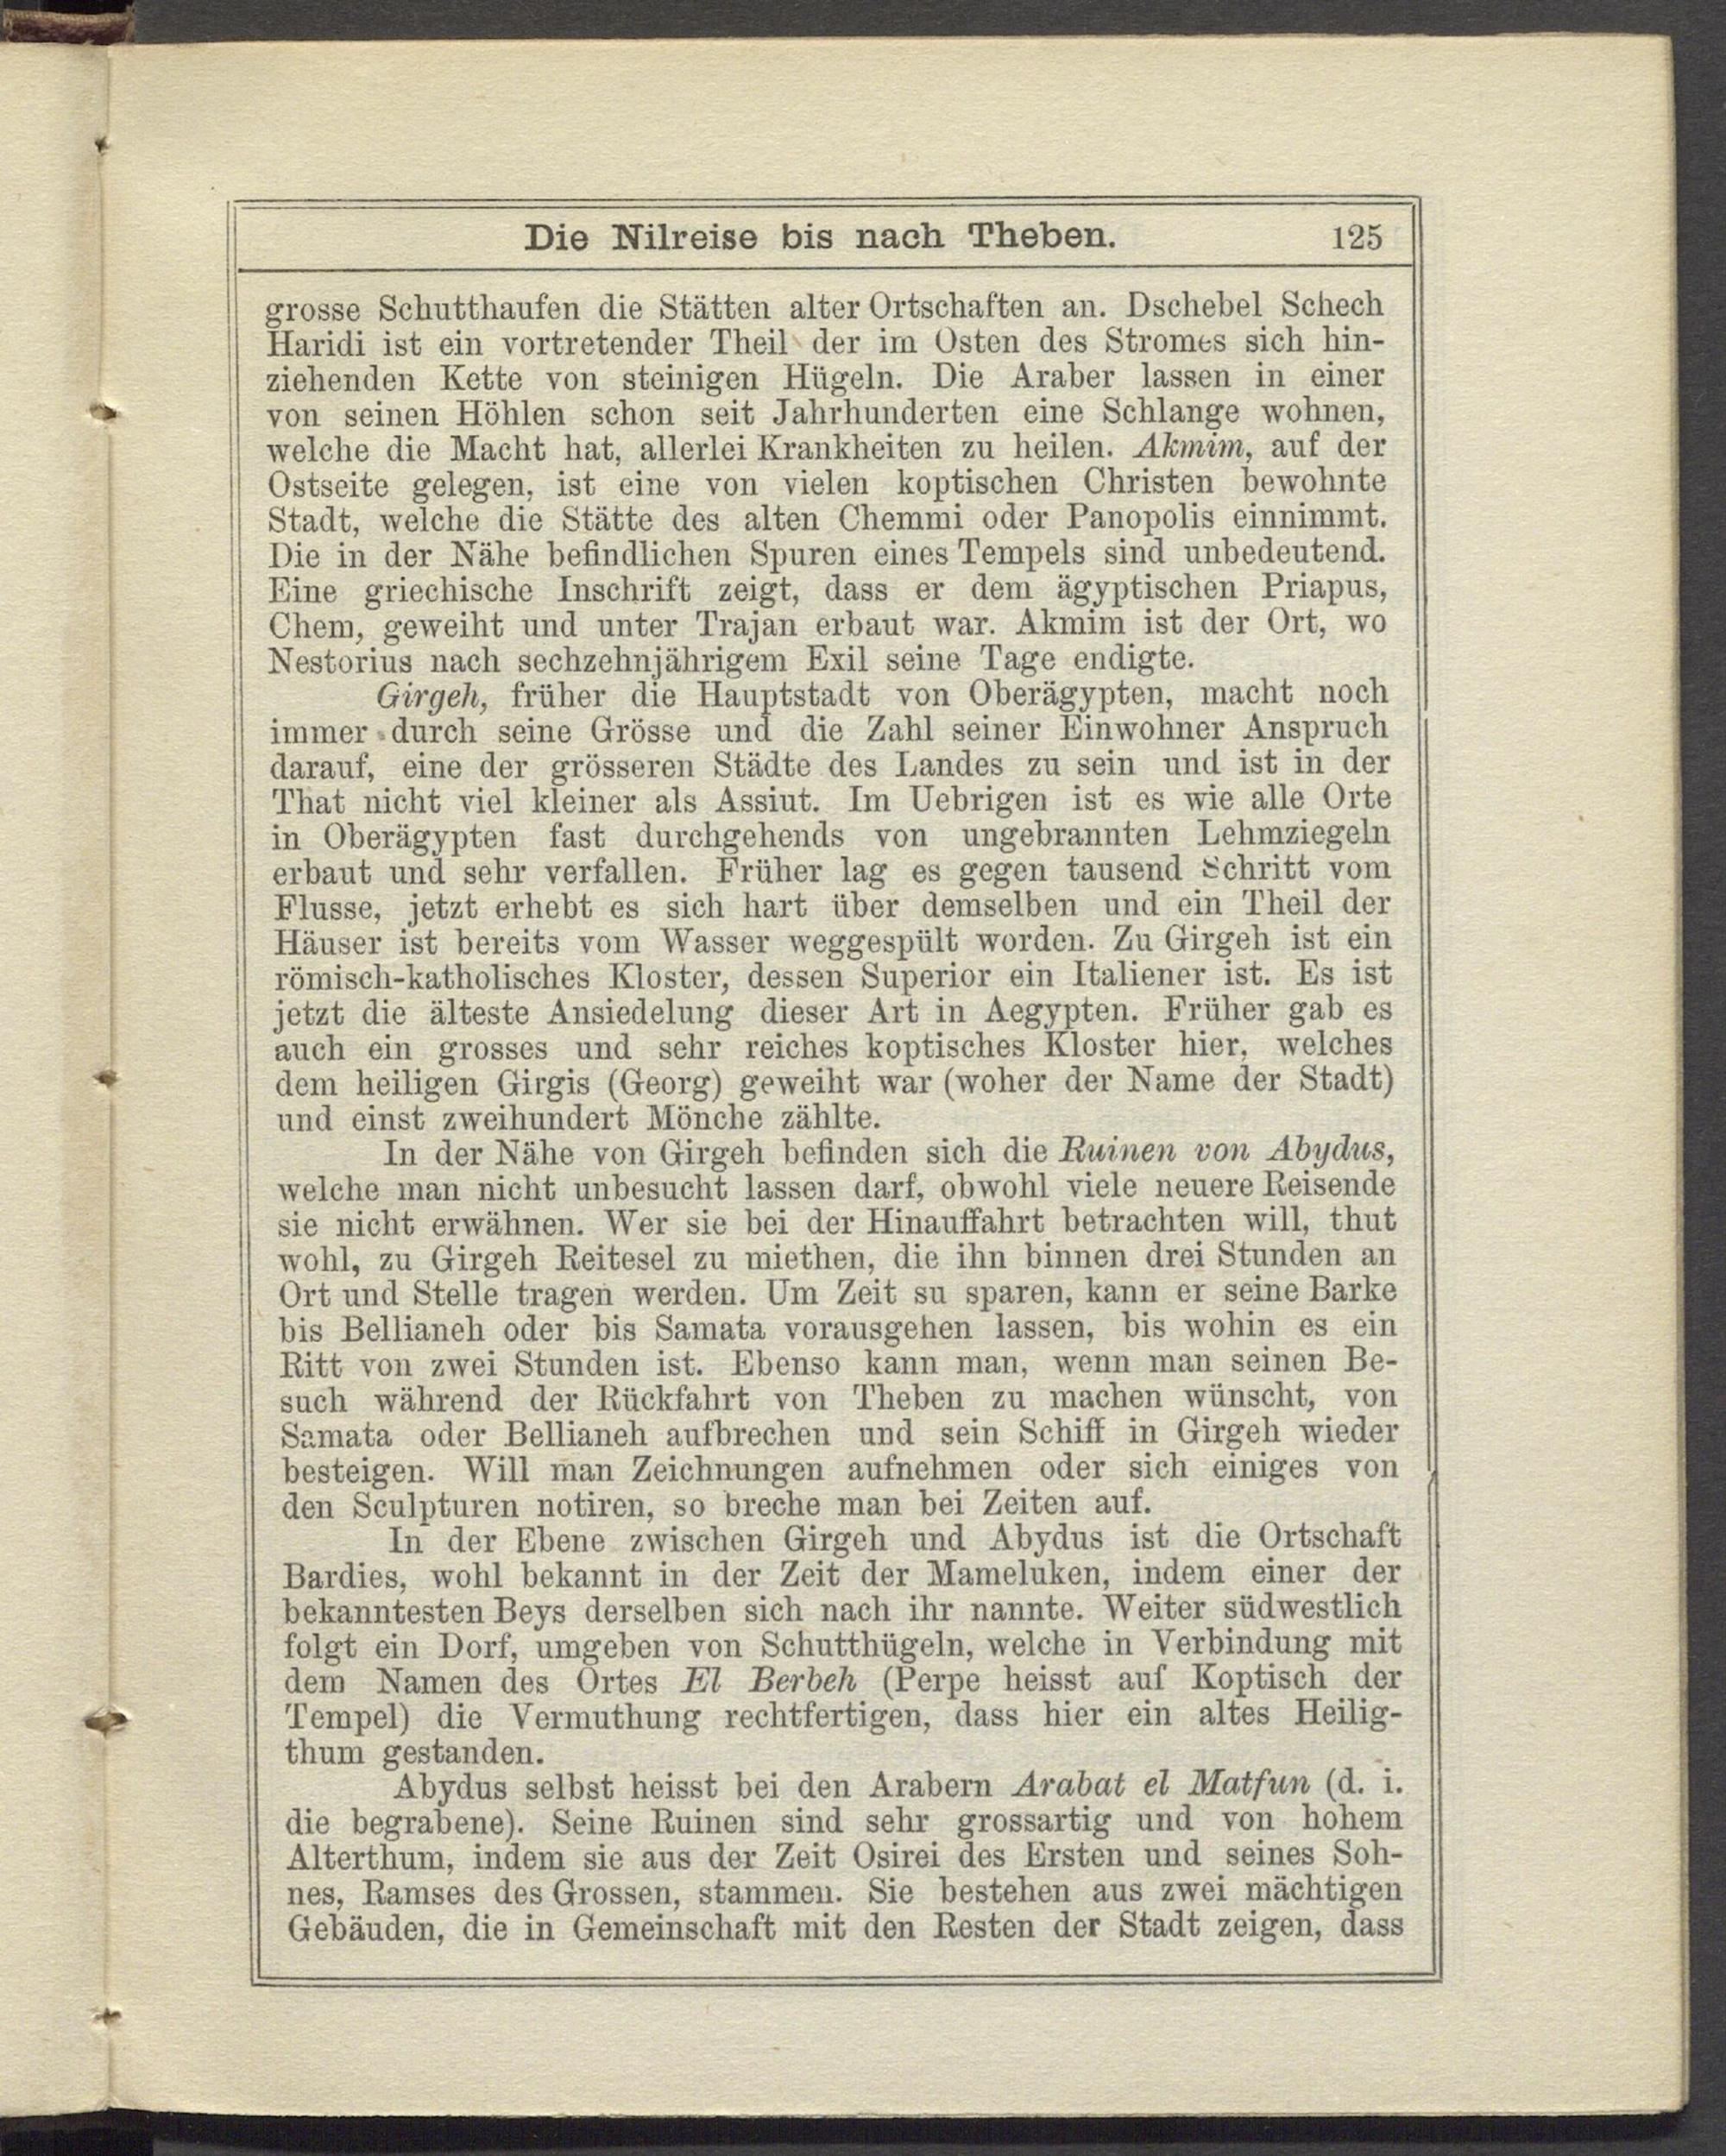 Die Nilreise bis nach Theben. 125
grosse Schutthaufen die Stätten alter Ortschaften an. Dschebel Schech
Haridi ist ein vortretender Theil der im Osten des Stromes sich hin-
ziehenden Kette von steinigen Hügeln. Die Araber lassen in einer
von seinen Höhlen schon seit Jahrhunderten eine Schlange wohnen,
welche die Macht hat, allerlei Krankheiten zu heilen. Akmim, auf der
Ostseite gelegen, ist eine von vielen koptischen Christen bewohnte
Stadt, welche die Stätte des alten Chemmi oder Panopolis einnimmt.
Die in der Nähe befindlichen Spuren eines Tempels sind unbedeutend.
Eine griechische Inschrift zeigt, dass er dem ägyptischen Priapus,
Chem, geweiht und unter Trajan erbaut war. Akmim ist der Ort, wo
Nestorius nach sechzehnjährigem Exil seine Tage endigte.
Girgeh, früher die Hauptstadt von Oberägypten, macht noch
immer durch seine Grösse und die Zahl seiner Einwohner Anspruch
darauf, eine der grösseren Städte des Landes zu sein und ist in der
That nicht viel kleiner als Assiut. Im Uebrigen ist es wie alle Orte
in Oberägypten fast durchgehends von ungebrannten Lehmziegeln
erbaut und sehr verfallen. Früher lag es gegen tausend Schritt vom
Flusse, jetzt erhebt es sich hart über demselben und ein Theil der
Häuser ist bereits vom Wasser weggespült worden. Zu Girgeh ist ein
römisch-katholisches Kloster, dessen Superior ein Italiener ist. Es ist
jetzt die älteste Ansiedelung dieser Art in Aegypten. Früher gab es
auch ein grosses und sehr reiches koptisches Kloster hier, welches
dem heiligen Girgis (Georg) geweiht war (woher der Name der Stadt)
und einst zweihundert Mönche zählte.
In der Nähe von Girgeh befinden sich die Ruinen von Abydus,
welche man nicht unbesucht lassen darf, obwohl viele neuere Reisende
sie nicht erwähnen. Wer sie bei der Hinauffahrt betrachten will, thut
wohl, zu Girgeh Reitesel zu miethen, die ihn binnen drei Stunden an
Ort und Stelle tragen werden. Um Zeit su sparen, kann er seine Barke
bis Bellianeh oder bis Samata vorausgehen lassen, bis wohin es ein
Ritt von zwei Stunden ist. Ebenso kann man, wenn man seinen Be-
such während der Rückfahrt von Theben zu machen wünscht, von
Samata oder Bellianeh aufbrechen und sein Schiff in Girgeh wieder
besteigen. Will man Zeichnungen aufnehmen oder sich einiges von
den Sculpturen notiren, so breche man bei Zeiten auf.
In der Ebene zwischen Girgeh und Abydus ist die Ortschaft
Bardies, wohl bekannt in der Zeit der Mameluken, indem einer der
bekanntesten Beys derselben sich nach ihr nannte. Weiter südwestlich
folgt ein Dorf, umgeben von Schutthügeln, welche in Verbindung mit
dem Namen des Ortes El Berbeh (Perpe heisst auf Koptisch der
Tempel) die Vermuthung rechtfertigen, dass hier ein altes Heilig-
thum gestanden.
Abydus selbst heisst bei den Arabern Arabat el Matfun (d. i.
die begrabene). Seine Ruinen sind sehr grossartig und von hohem
Alterthum, indem sie aus der Zeit Osirei des Ersten und seines Soh-
nes, Ramses des Grossen, stammen. Sie bestehen aus zwei mächtigen
Gebäuden, die in Gemeinschaft mit den Resten der Stadt zeigen, dass